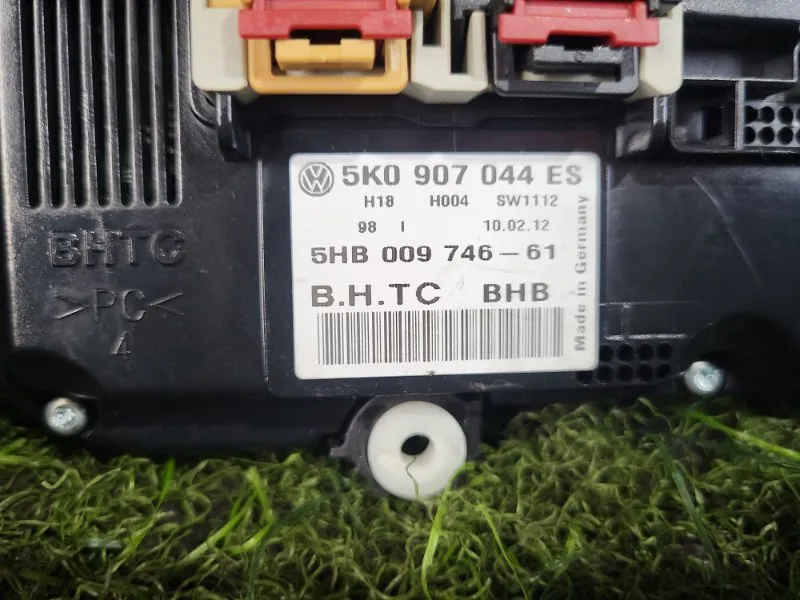 5K0 907 044 ES
H18 H004 SW1112
98 I 10.02.12
5HB 009 746-61
B.H.TC BHB
Made in Germany
BHTC
>PC<
4